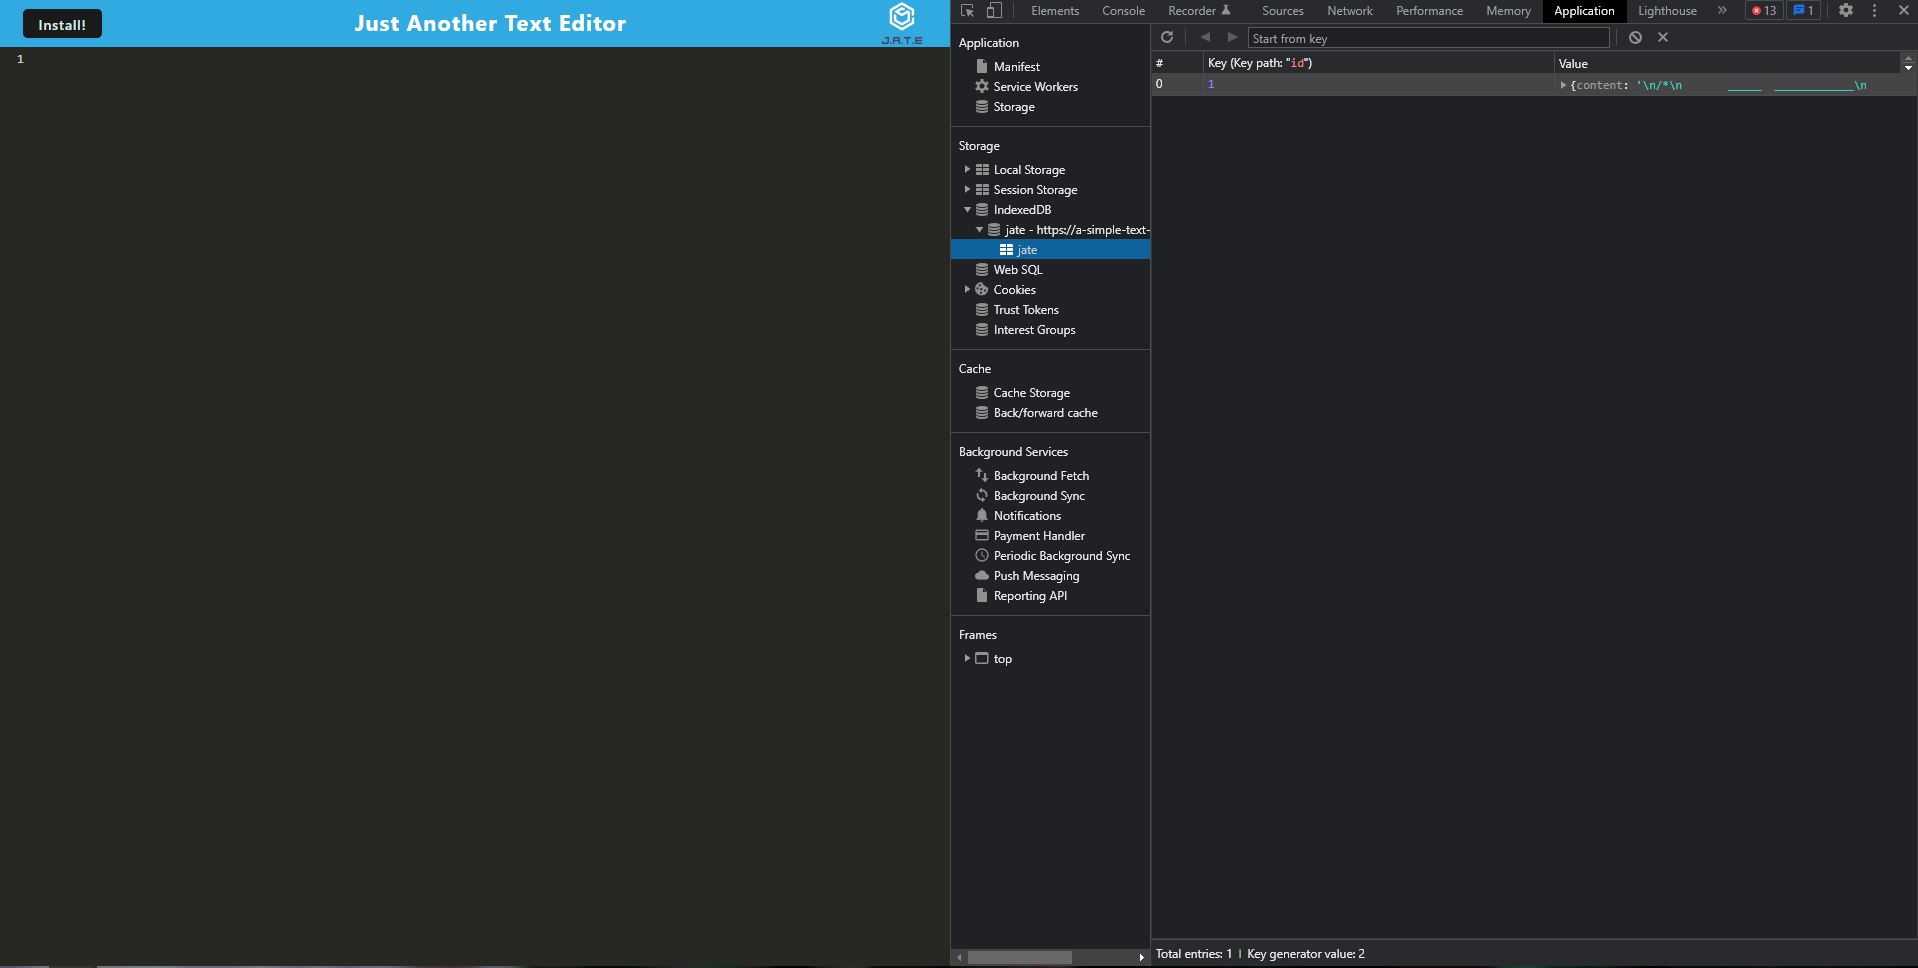 Install!
Just Another Text Editor
J.A.T.E
1
Elements Console Recorder Sources Network Performance Memory Application Lighthouse » 13 1
Application
Manifest
Service Workers
Storage
Storage
Local Storage
Session Storage
IndexedDB
jate - https://a-simple-text-
jate
Web SQL
Cookies
Trust Tokens
Interest Groups
Cache
Cache Storage
Back/forward cache
Background Services
Background Fetch
Background Sync
Notifications
Payment Handler
Periodic Background Sync
Push Messaging
Reporting API
Frames
top
Start from key
# Key (Key path: "id") Value
0 1 {content: '\n/*\n _____ ____________\n
Total entries: 1 | Key generator value: 2